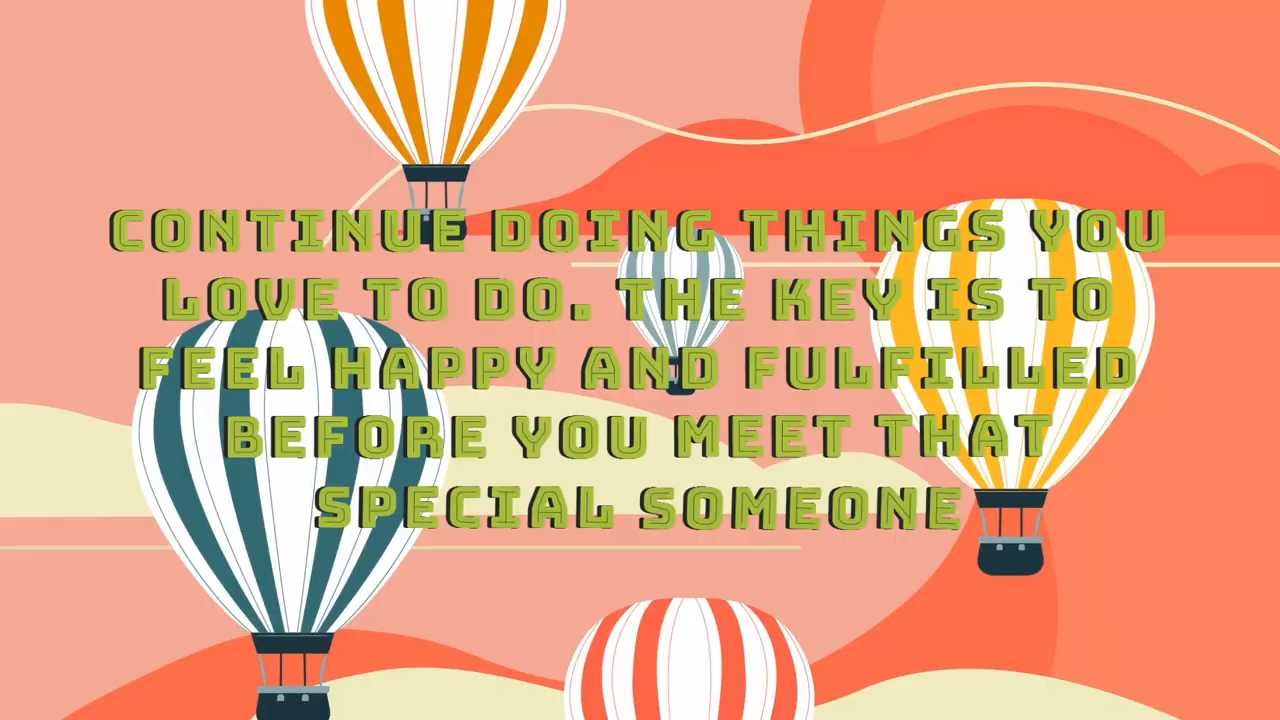 CONTINUE DOING THINGS YOU
LOVE TO DO. THE KEY IS TO
FEEL HAPPY AND FULFILLED
BEFORE YOU MEET THAT
SPECIAL SOMEONE